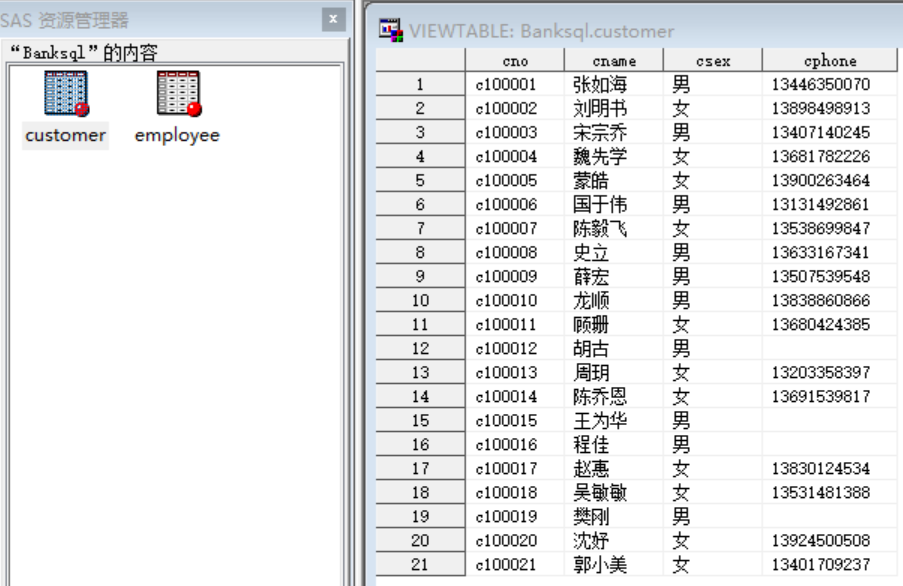 SAS 资源管理器
x
“Banksql”的内容
customer employee
VIEWTABLE: Banksql.customer
cno cname csex cphone
1 c100001 张如海 男 13446350070
2 c100002 刘明书 女 13898498913
3 c100003 宋宗乔 男 13407140245
4 c100004 魏先学 女 13681782226
5 c100005 蒙皓 女 13900263464
6 c100006 国于伟 男 13131492861
7 c100007 陈毅飞 女 13538699847
8 c100008 史立 男 13633167341
9 c100009 薛宏 男 13507539548
10 c100010 龙顺 男 13838860866
11 c100011 顾珊 女 13680424385
12 c100012 胡古 男
13 c100013 周玥 女 13203358397
14 c100014 陈乔恩 女 13691539817
15 c100015 王为华 男
16 c100016 程佳 男
17 c100017 赵惠 女 13830124534
18 c100018 吴敏敏 女 13531481388
19 c100019 樊刚 男
20 c100020 沈妤 女 13924500508
21 c100021 郭小美 女 13401709237